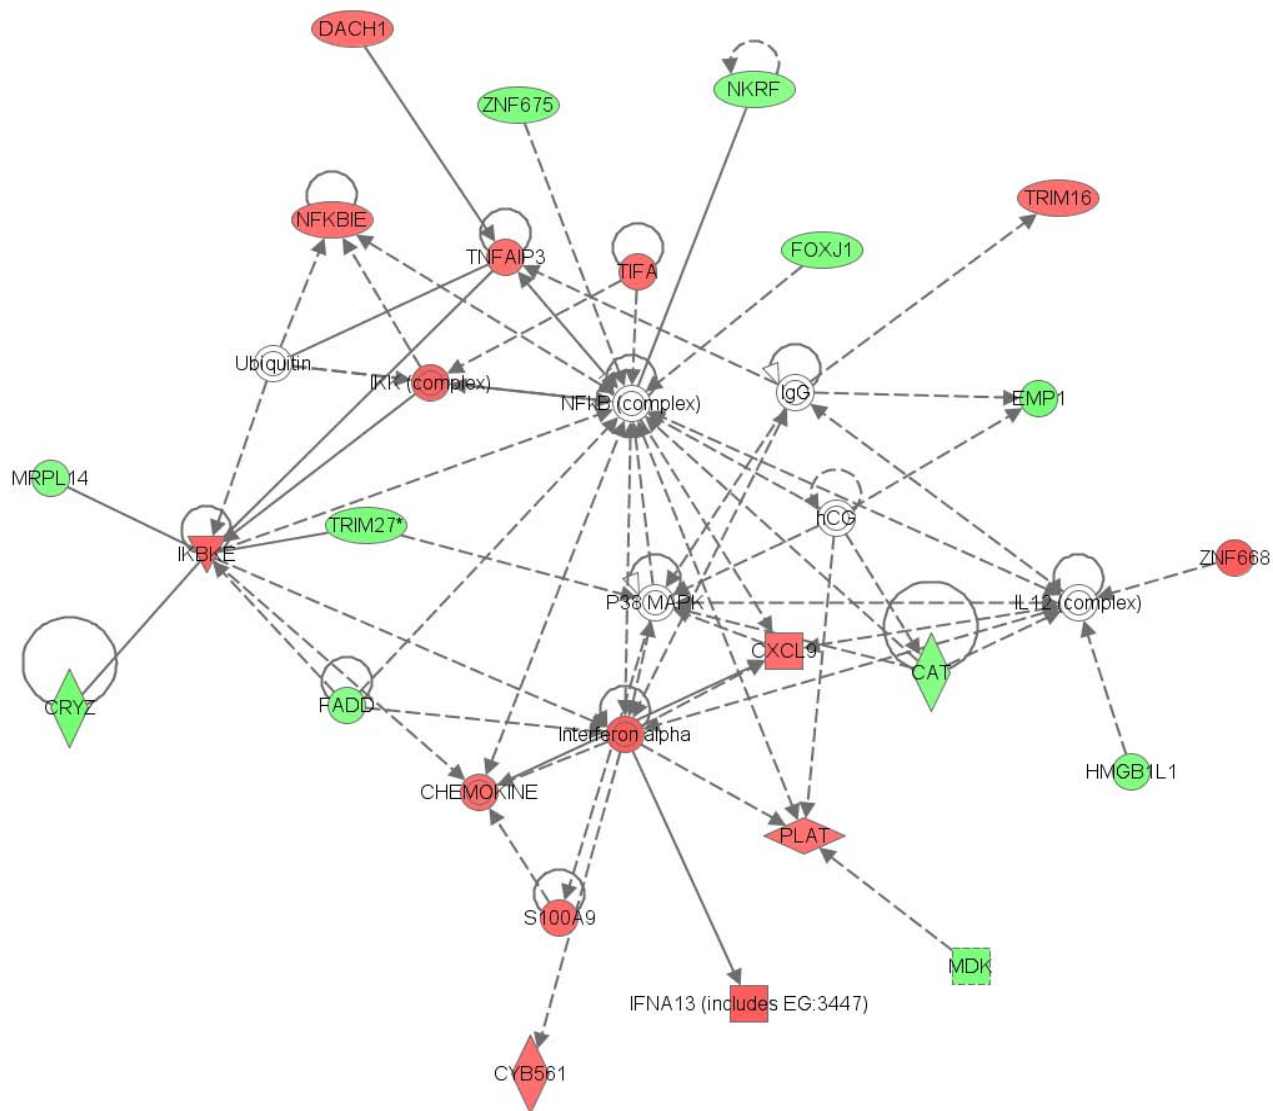 DACH1
ZNF675
NKRF
TRIM16
NFKBIE
TNFAIP3
TIFA
FOXJ1
Ubiquitin
IKK (complex)
NFkB (complex)
IgG
EMP1
MRPL14
TRIM27*
hCG
IKBKE
ZNF668
P38 MAPK
IL12 (complex)
CXCL9
CAT
CRYZ
FADD
Interferon alpha
HMGB1L1
CHEMOKINE
PLAT
S100A9
MDK
IFNA13 (includes EG:3447)
CYB561